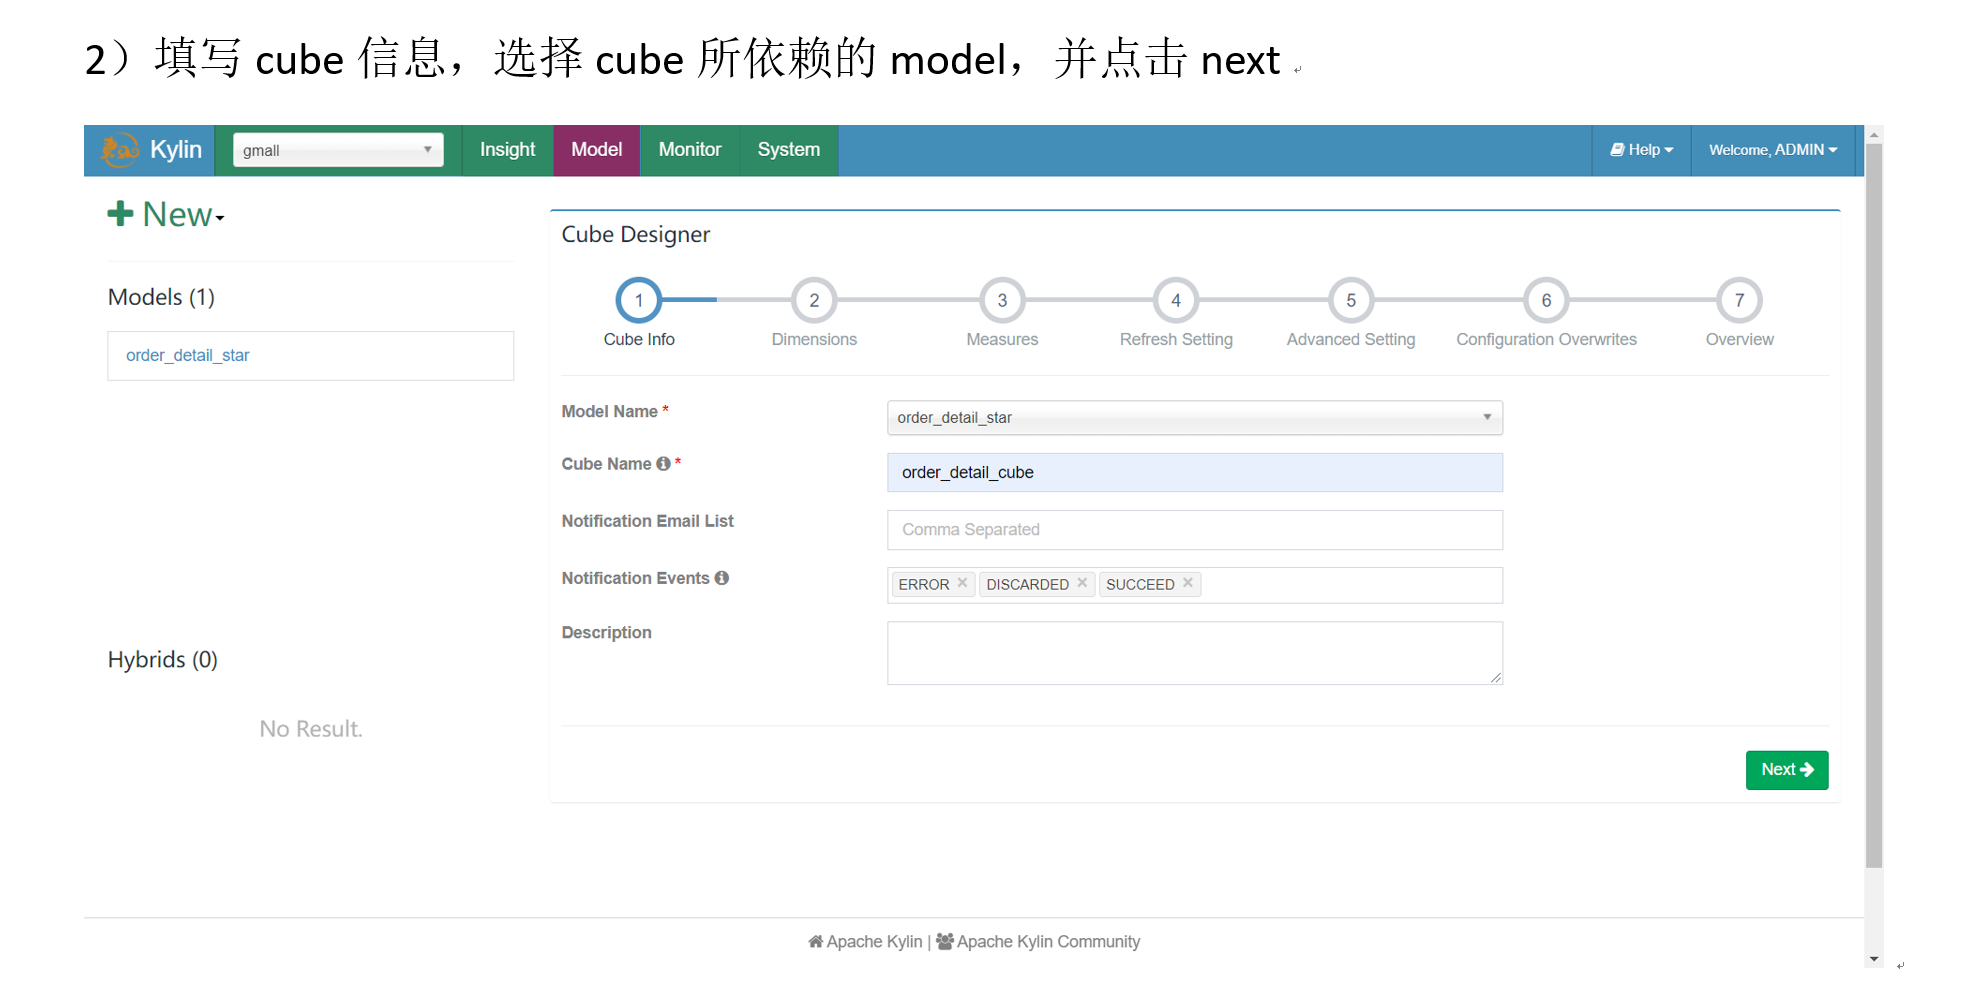 2）填写 cube 信息，选择 cube 所依赖的 model，并点击 next
Kylin gmall Insight Model Monitor System Help Welcome, ADMIN
New
Cube Designer
1 2 3 4 5 6 7
Cube Info Dimensions Measures Refresh Setting Advanced Setting Configuration Overwrites Overview
Models (1)
order_detail_star
Model Name * order_detail_star
Cube Name * order_detail_cube
Notification Email List Comma Separated
Notification Events ERROR × DISCARDED × SUCCEED ×
Description
Hybrids (0)
No Result.
Next
Apache Kylin | Apache Kylin Community